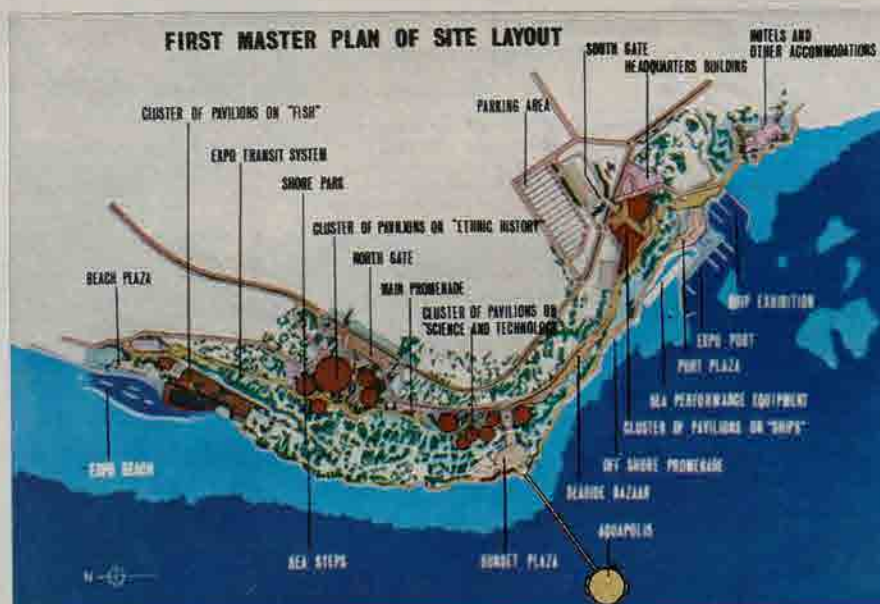 FIRST MASTER PLAN OF SITE LAYOUT
HOTELS AND
OTHER ACCOMMODATIONS
SOUTH GATE
HEADQUARTERS BUILDING
PARKING AREA
CLUSTER OF PAVILIONS ON "FISH"
EXPO TRANSIT SYSTEM
SHORE PARK
CLUSTER OF PAVILIONS ON "ETHNIC HISTORY"
NORTH GATE
MAIN PROMENADE
BEACH PLAZA
CLUSTER OF PAVILIONS ON
"SCIENCE AND TECHNOLOGY"
SHIP EXHIBITION
EXPO PORT
PORT PLAZA
SEA PERFORMANCE EQUIPMENT
CLUSTER OF PAVILIONS ON "SHIPS"
OFF SHORE PROMENADE
SEASIDE BAZAAR
EXPO BEACH
AQUAPOLIS
SEA STEPS
SUNSET PLAZA
N